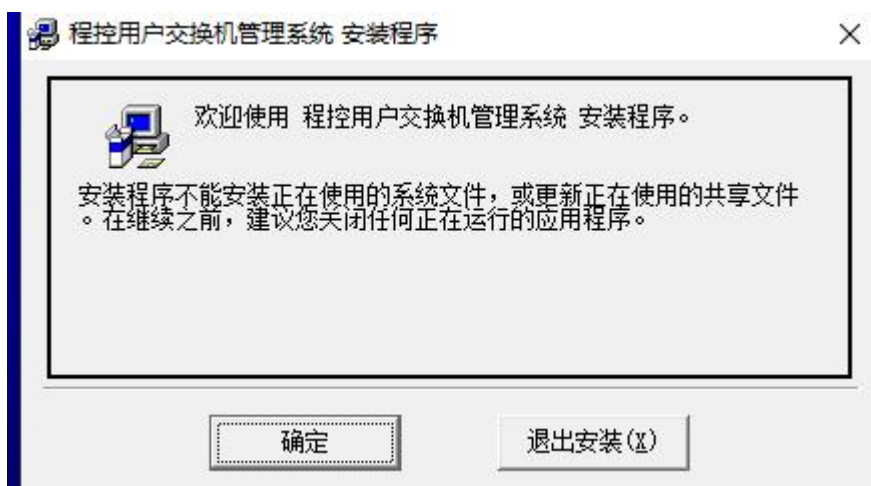 程控用户交换机管理系统 安装程序
欢迎使用 程控用户交换机管理系统 安装程序。
安装程序不能安装正在使用的系统文件，或更新正在使用的共享文件
。在继续之前，建议您关闭任何正在运行的应用程序。
确定
退出安装(X)